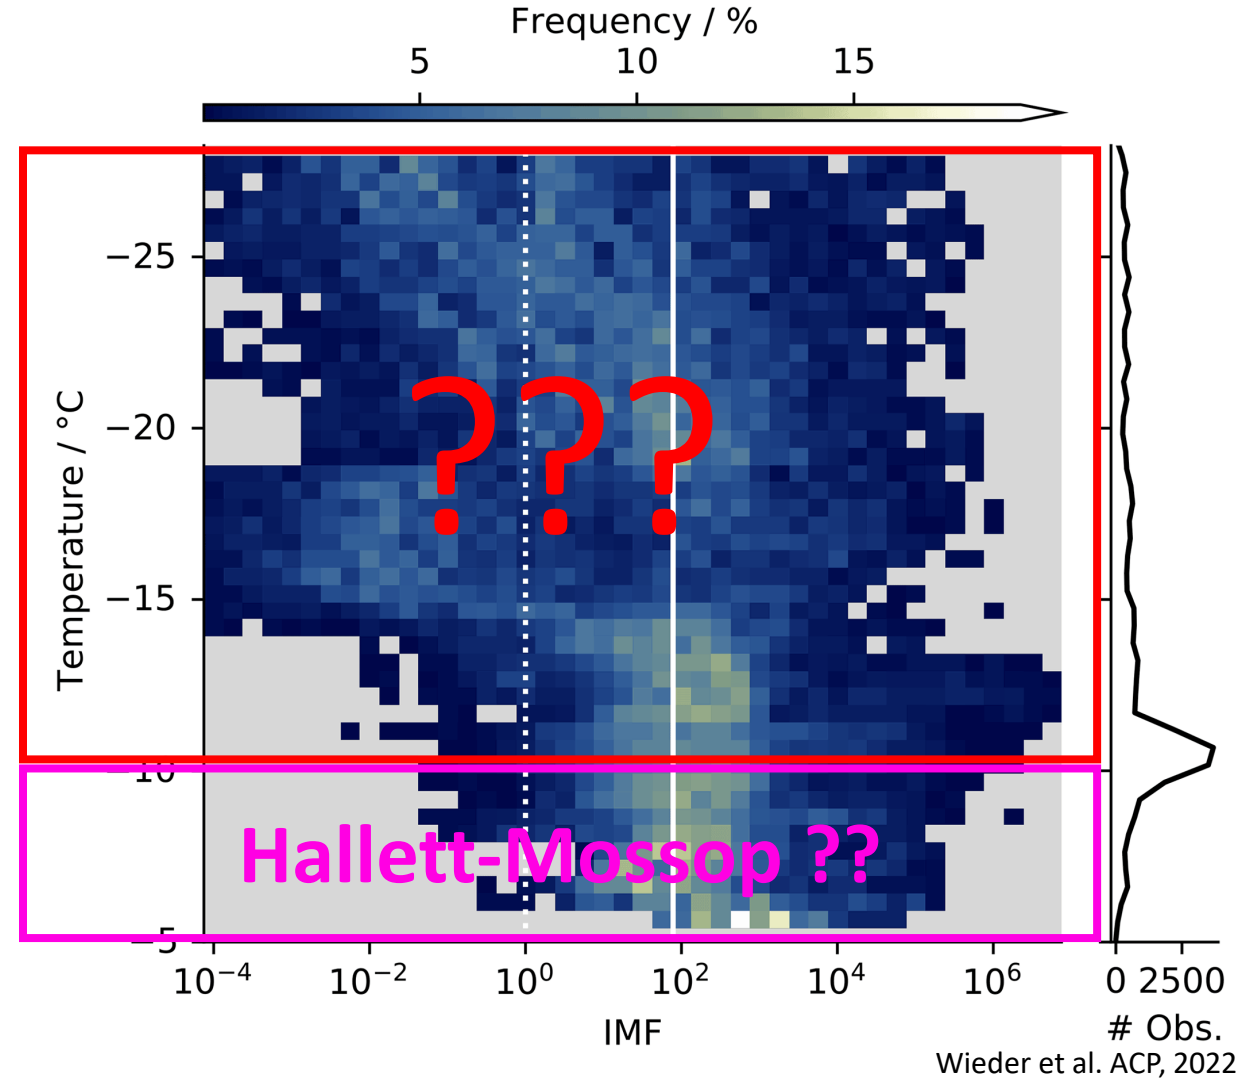 Frequency / %
5 10 15
???
Hallett-Mossop ??
Temperature / °C
−25
−20
−15
−10
−5
10⁻⁴ 10⁻² 10⁰ 10² 10⁴ 10⁶
IMF
0 2500
# Obs.
Wieder et al. ACP, 2022